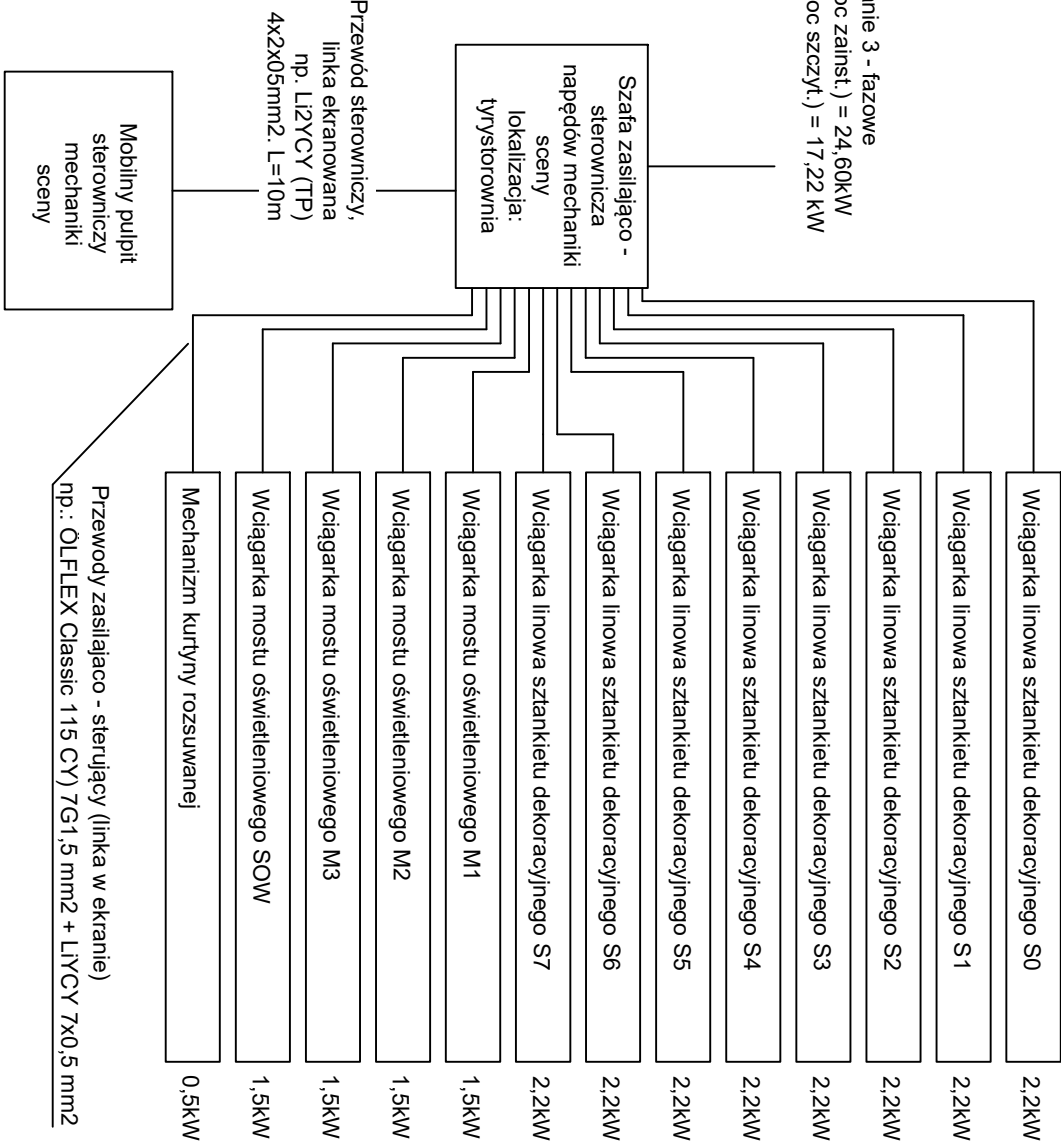 Wciągarka linowa sztankietu dekoracyjnego S0 2,2kW
Wciągarka linowa sztankietu dekoracyjnego S1 2,2kW
Wciągarka linowa sztankietu dekoracyjnego S2 2,2kW
Wciągarka linowa sztankietu dekoracyjnego S3 2,2kW
Wciągarka linowa sztankietu dekoracyjnego S4 2,2kW
Wciągarka linowa sztankietu dekoracyjnego S5 2,2kW
Wciągarka linowa sztankietu dekoracyjnego S6 2,2kW
Wciągarka linowa sztankietu dekoracyjnego S7 2,2kW
Wciągarka mostu oświetleniowego M1 1,5kW
Wciągarka mostu oświetleniowego M2 1,5kW
Wciągarka mostu oświetleniowego M3 1,5kW
Wciągarka mostu oświetleniowego SOW 1,5kW
Mechanizm kurtyny rozsuwanej 0,5kW
3 - fazowe
zainst.) = 24,60kW
szczyt.) = 17,22 kW
Szafa zasilająco -
sterownicza
napędów mechaniki
sceny
lokalizacja:
tyrystorownia
Przewód sterowniczy,
linka ekranowana
np. Li2YCY (TP)
4x2x05mm2. L=10m
Mobilny pulpit
sterowniczy
mechaniki
sceny
Przewody zasilajaco - sterujący (linka w ekranie)
np.: ÖLFLEX Classic 115 CY) 7G1,5 mm2 + LiYCY 7x0,5 mm2